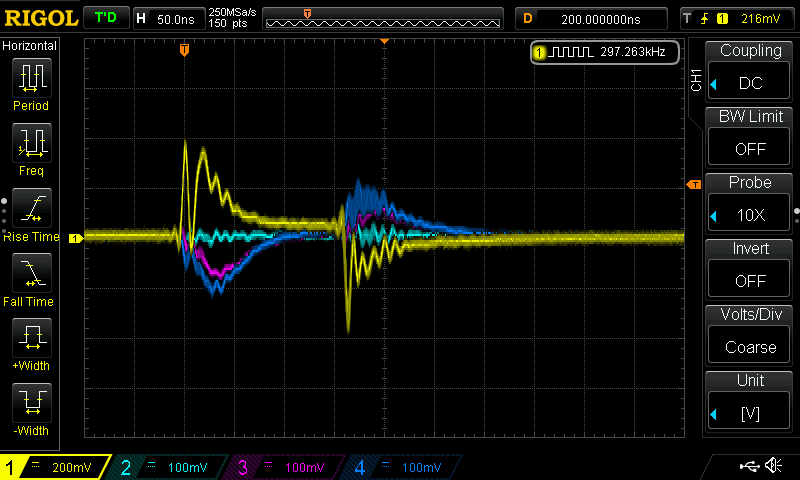 RIGOL T'D H 50.0ns 250MSa/s 150 pts D 200.000000ns T 1 216mV
Horizontal
Period
Freq
Rise Time
Fall Time
+Width
-Width
T
1 297.263kHz
T
1
CH1
Coupling
DC
BW Limit
OFF
Probe
10X
Invert
OFF
Volts/Div
Coarse
Unit
[V]
1 200mV 2 100mV 3 100mV 4 100mV